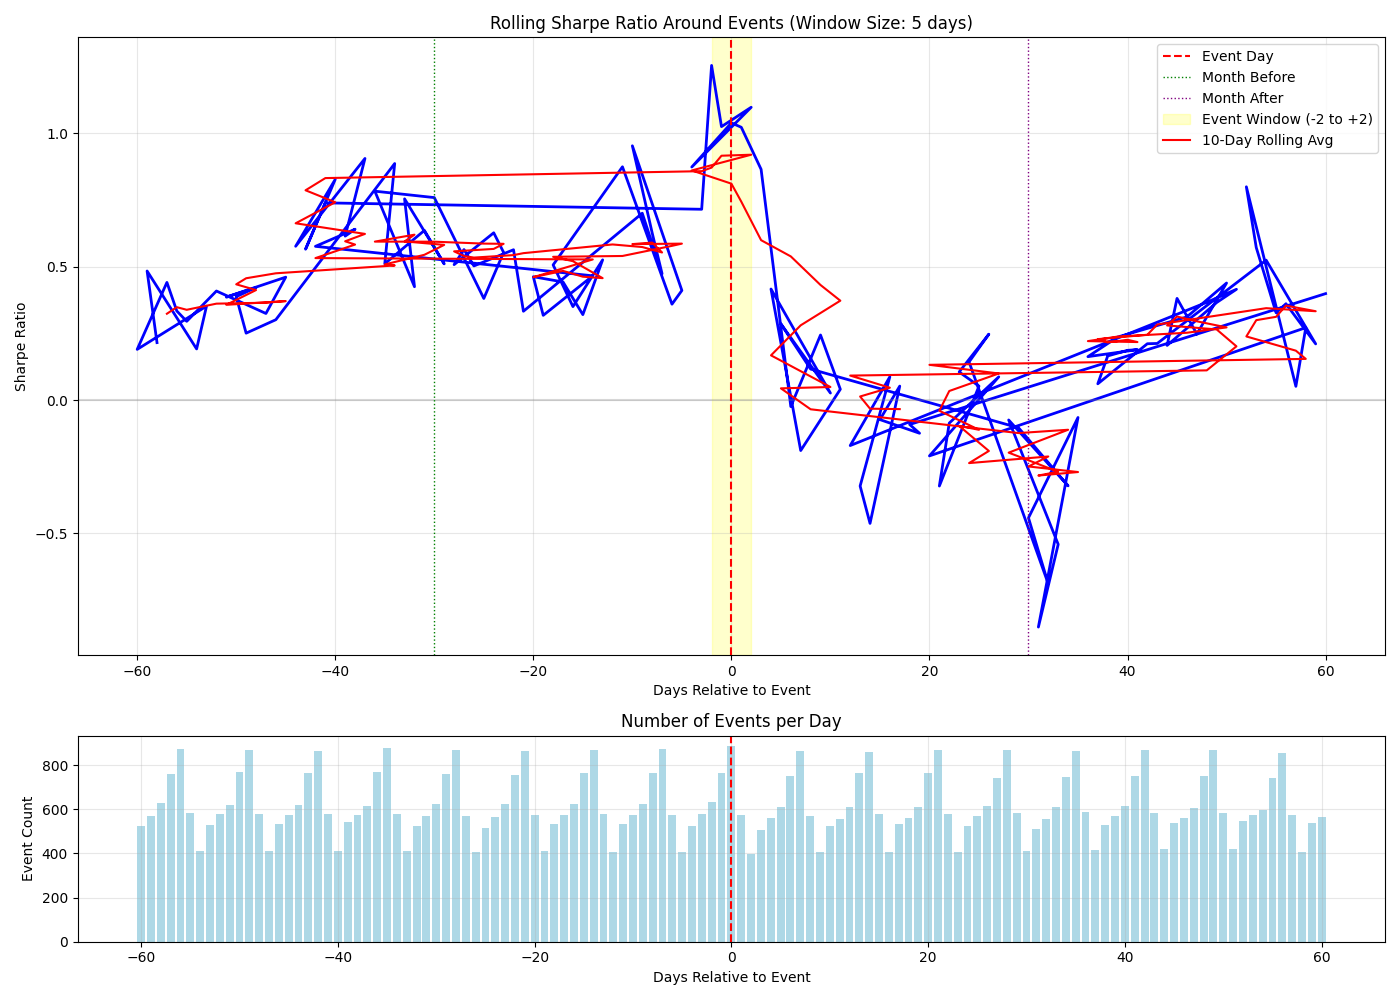 Rolling Sharpe Ratio Around Events (Window Size: 5 days)
Event Day
Month Before
Month After
Event Window (-2 to +2)
10-Day Rolling Avg
Sharpe Ratio
1.0
0.5
0.0
−0.5
−60 −40 −20 0 20 40 60
Days Relative to Event
Number of Events per Day
Event Count
800
600
400
200
0
−60 −40 −20 0 20 40 60
Days Relative to Event